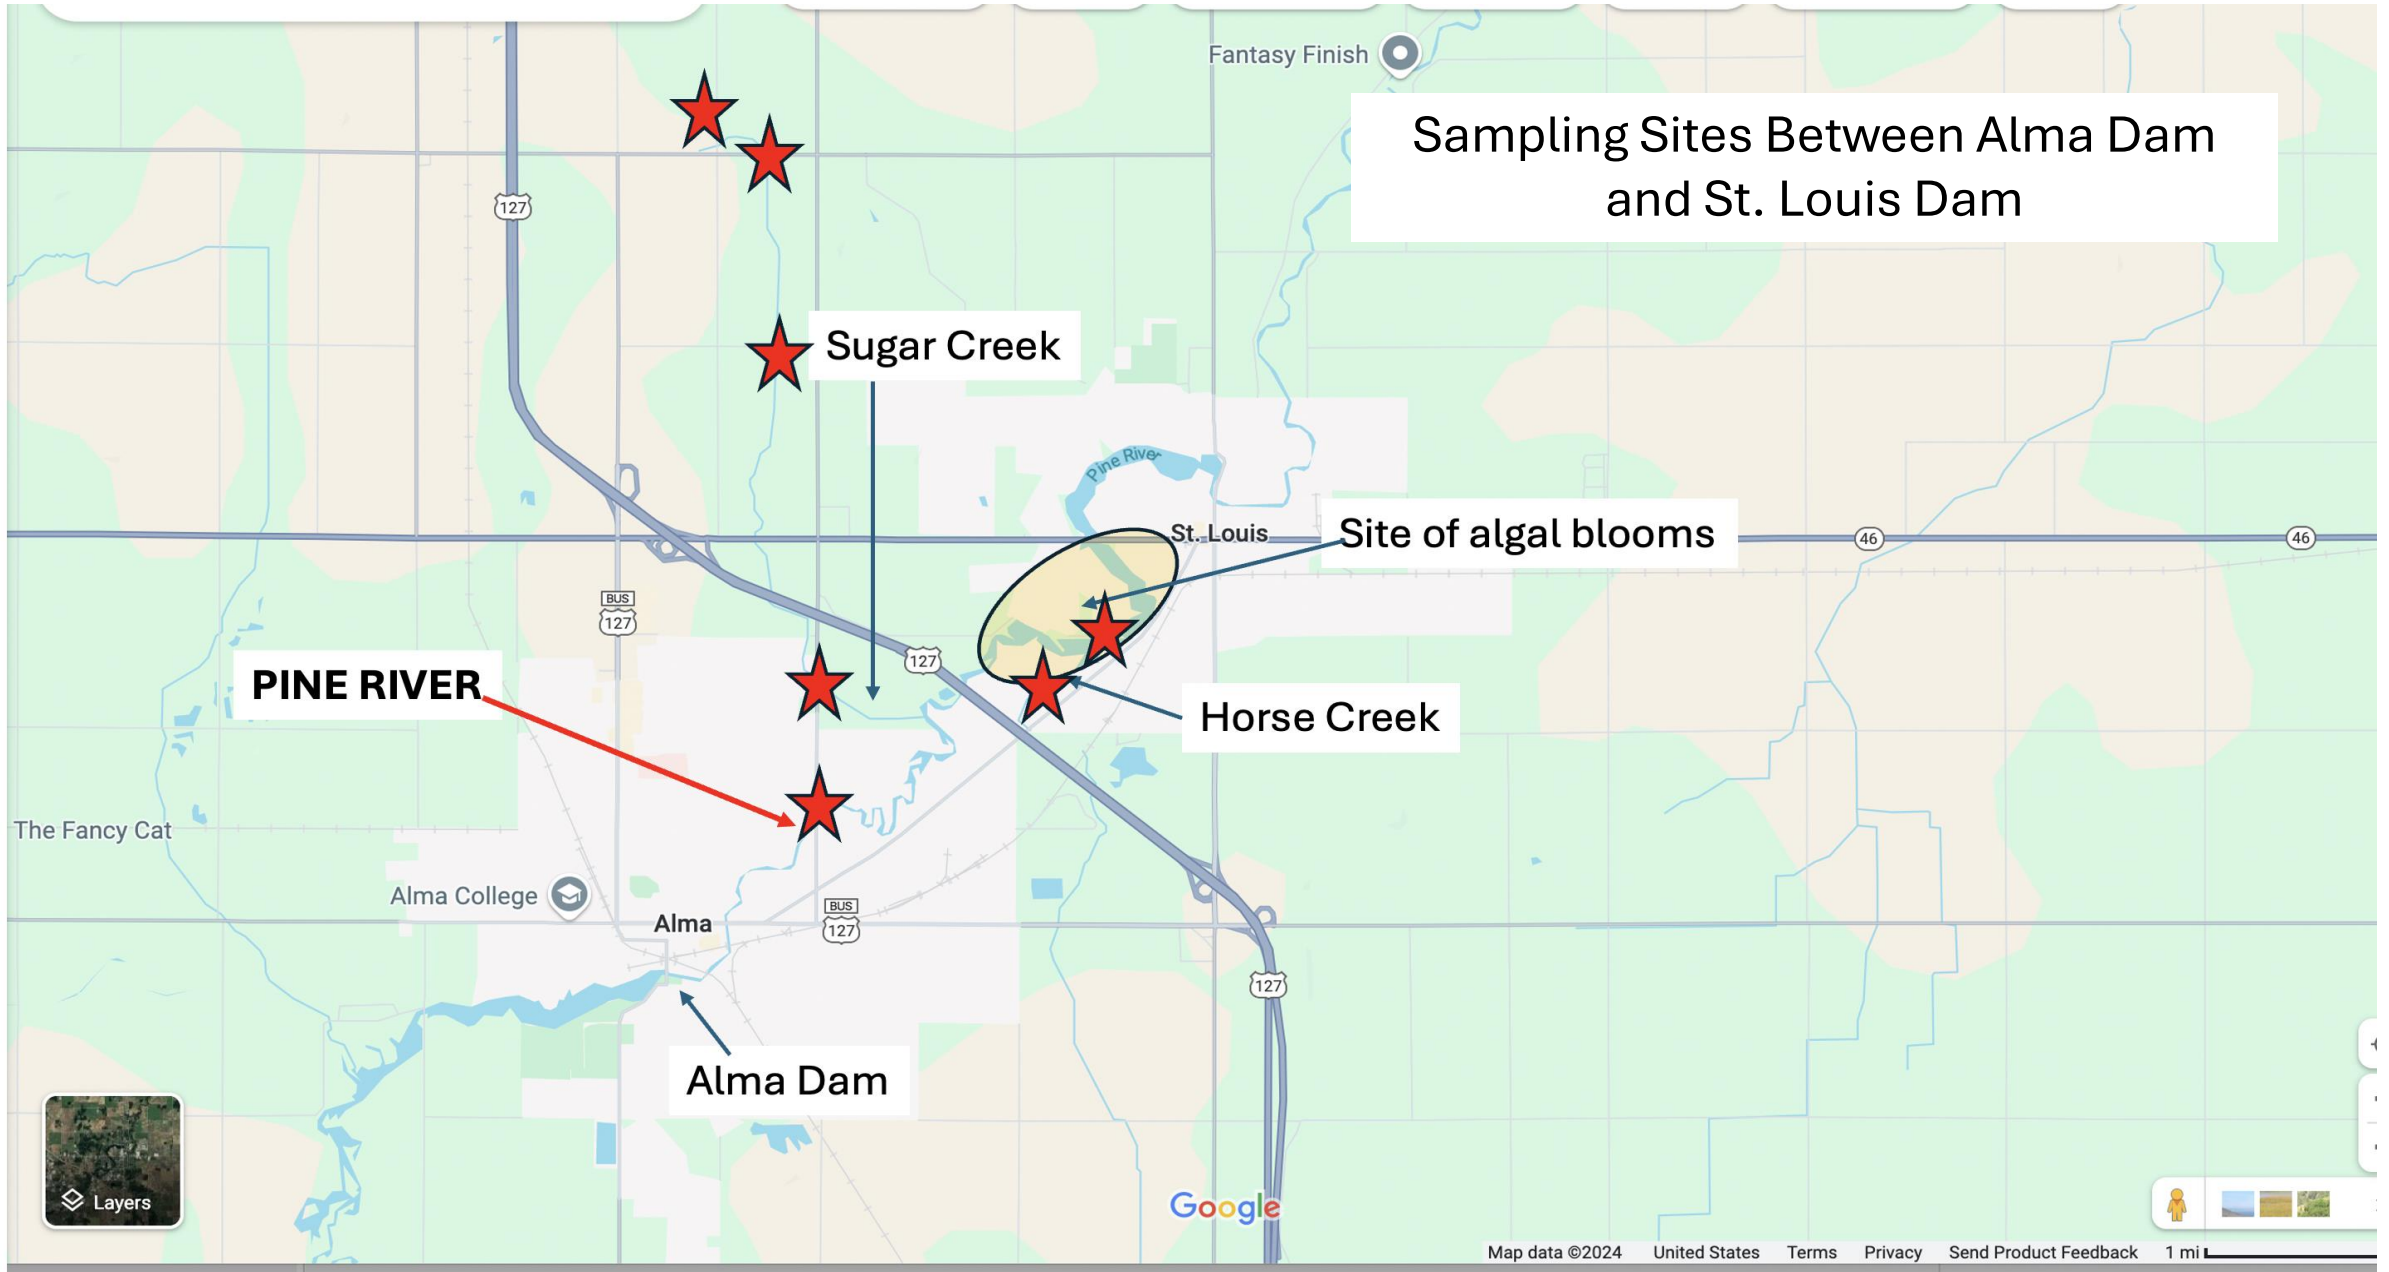 Fantasy Finish
Sampling Sites Between Alma Dam
and St. Louis Dam
127
Sugar Creek
Pine River
St. Louis
Site of algal blooms
46
46
BUS
127
127
PINE RIVER
Horse Creek
The Fancy Cat
Alma College
Alma
BUS
127
127
Alma Dam
Layers
Google
Map data ©2024 United States Terms Privacy Send Product Feedback 1 mi